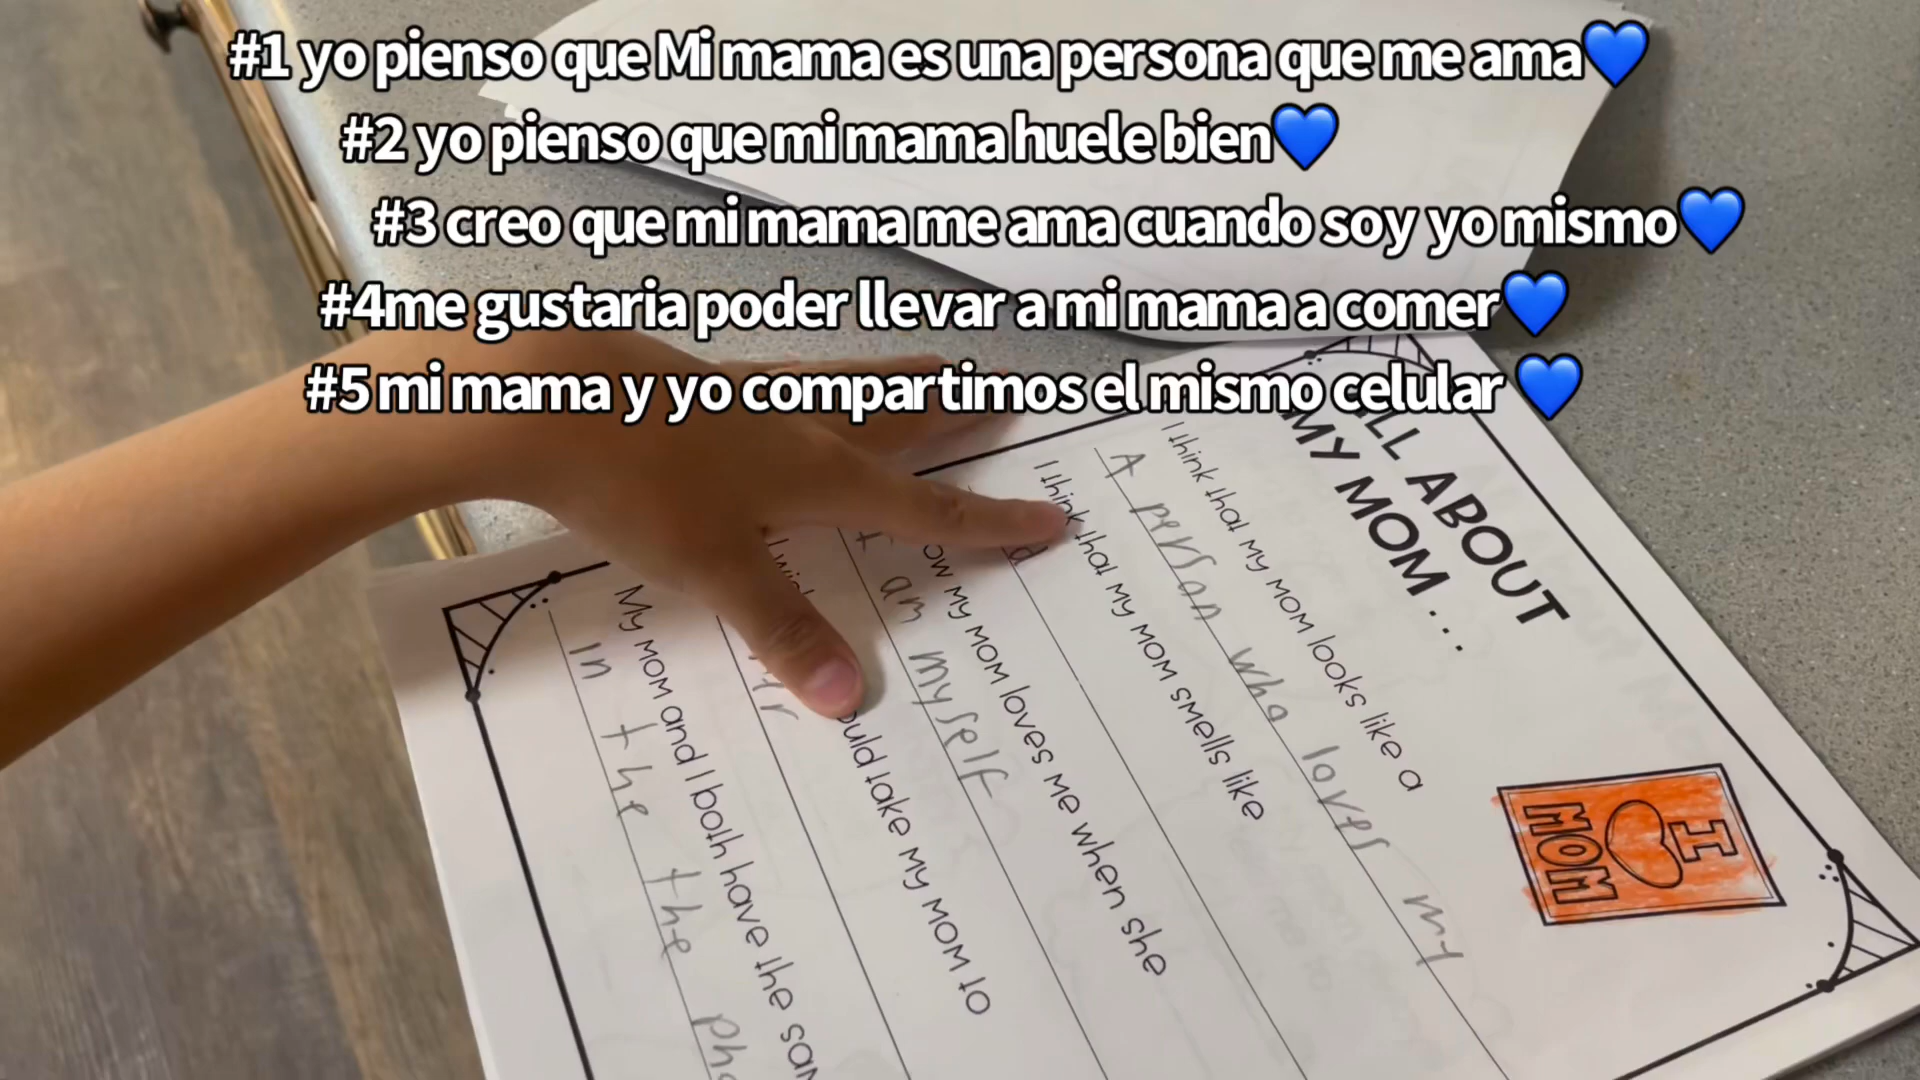 #1 yo pienso que Mi mama es una persona que me ama💙
#2 yo pienso que mi mama huele bien💙
#3 creo que mi mama me ama cuando soy yo mismo💙
#4me gustaria poder llevar a mi mama a comer💙
#5 mi mama y yo compartimos el mismo celular 💙
ALL ABOUT
MY MOM...
I ♡
MOM
I think that my mom looks like a
A person who loves my
I think that my mom smells like
my mom loves me when she
I am myself
take my mom to
My mom and I both have the
in the the